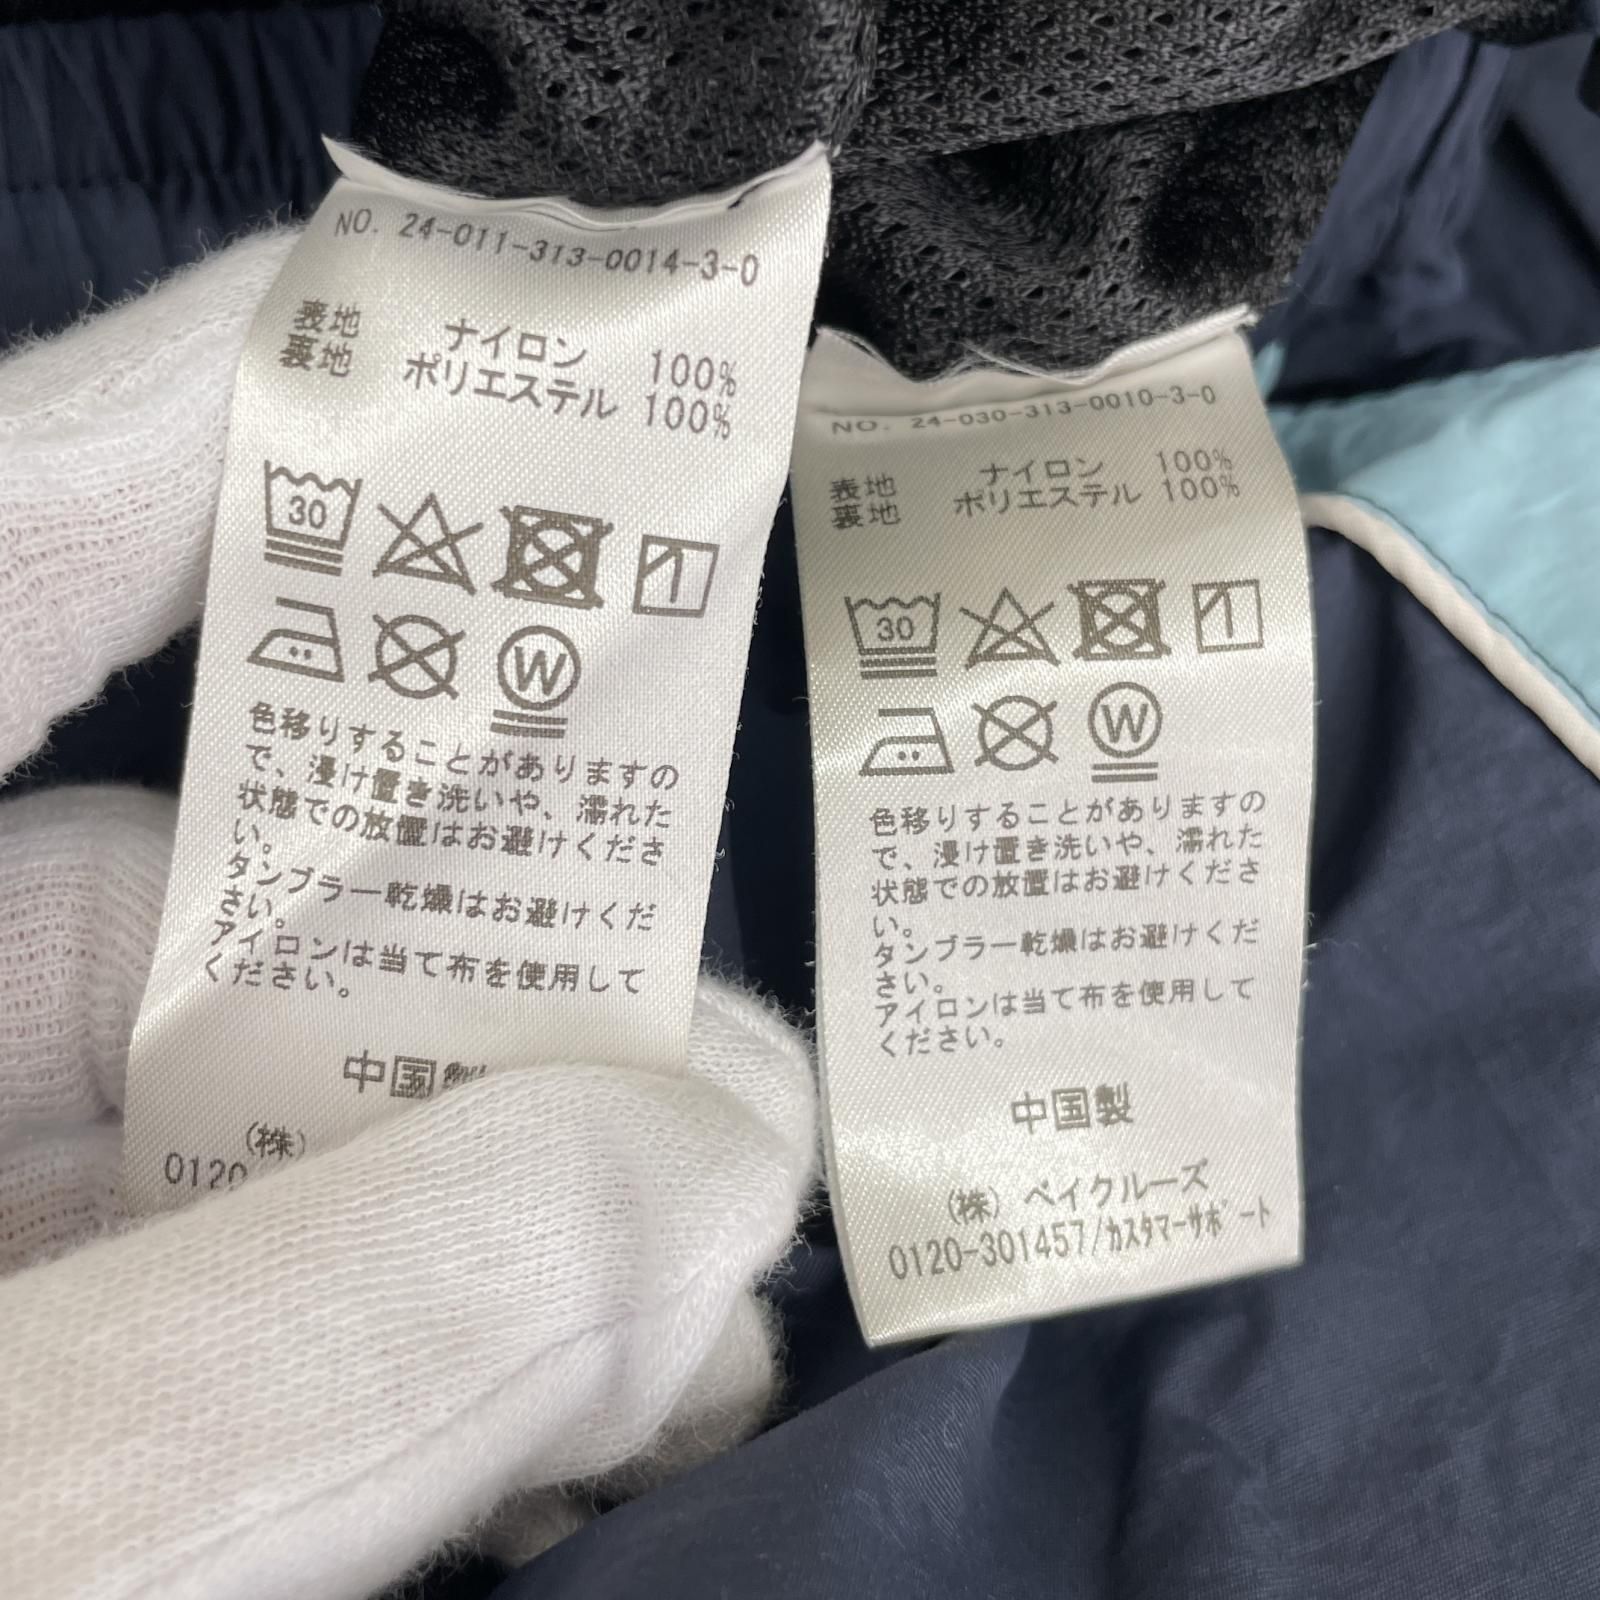 NO. 24-011-313-0014-3-0
表地 ナイロン 100%
裏地 ポリエステル 100%
30
W
色移りすることがありますの
で、浸け置き洗いや、濡れた
状態での放置はお避けくださ
い。
タンブラー乾燥はお避けくだ
さい。
アイロンは当て布を使用して
ください。
中国製
(株)
0120
NO. 24-030-313-0010-3-0
表地 ナイロン 100%
裏地 ポリエステル 100%
30
W
色移りすることがありますの
で、浸け置き洗いや、濡れた
状態での放置はお避けくださ
い。
タンブラー乾燥はお避けくだ
さい。
アイロンは当て布を使用して
ください。
中国製
(株) ベイクルーズ
0120-301457/ｶｽﾀﾏｰｻﾎﾟｰﾄ